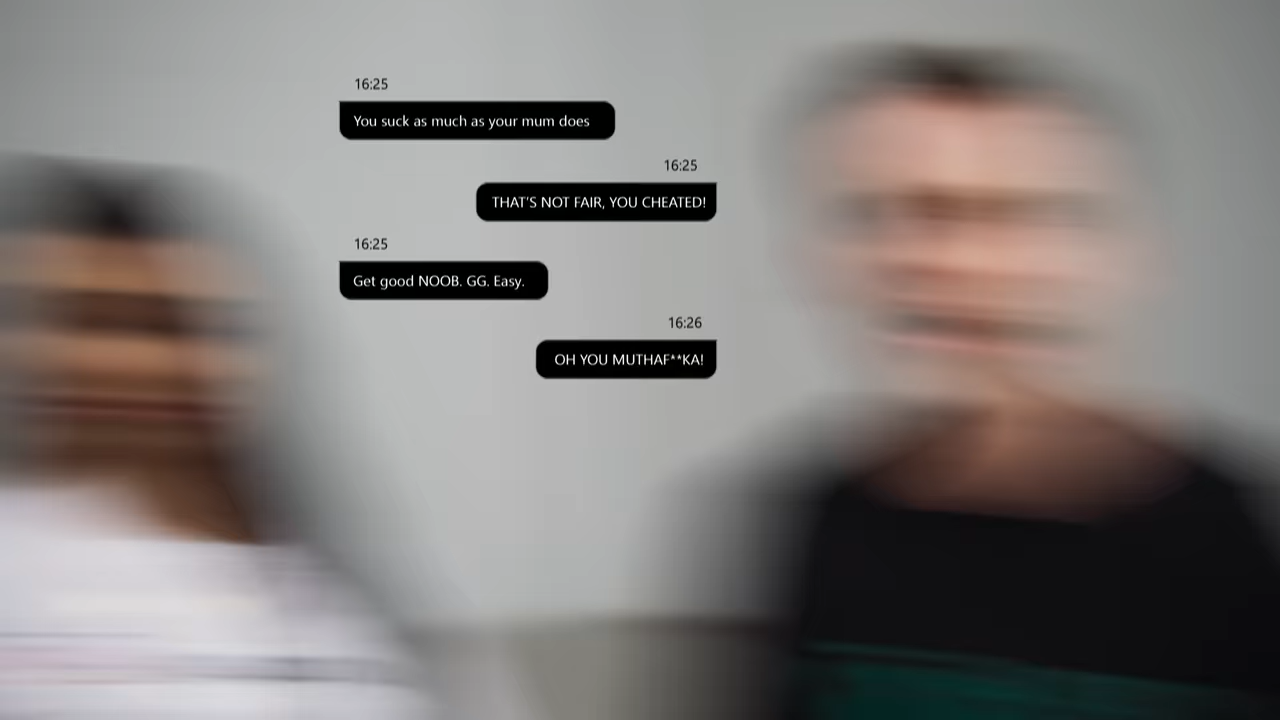 16:25
You suck as much as your mum does
16:25
THAT'S NOT FAIR, YOU CHEATED!
16:25
Get good NOOB. GG. Easy.
16:26
OH YOU MUTHAF**KA!